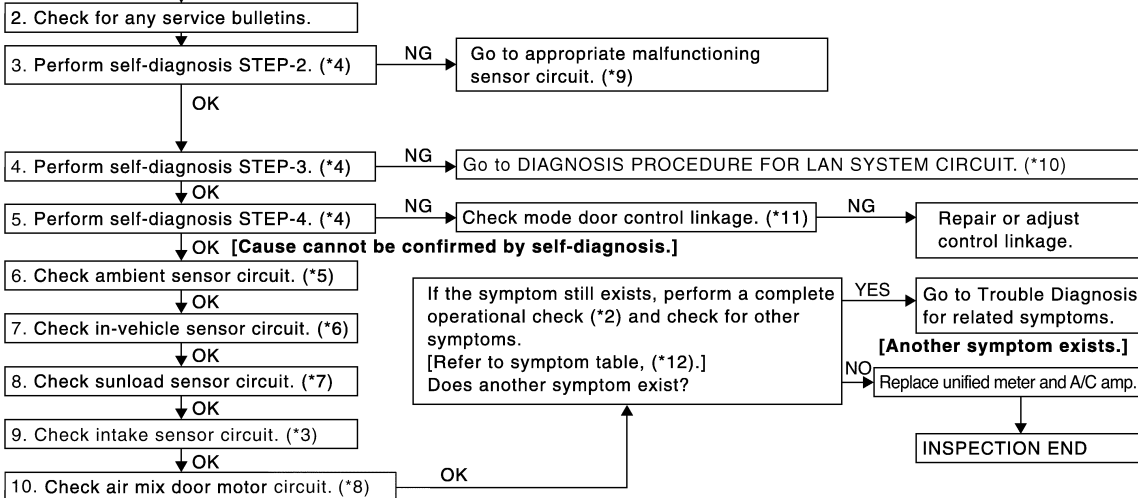 2. Check for any service bulletins.
3. Perform self-diagnosis STEP-2. (*4)
NG
Go to appropriate malfunctioning
sensor circuit. (*9)
OK
4. Perform self-diagnosis STEP-3. (*4)
NG
Go to DIAGNOSIS PROCEDURE FOR LAN SYSTEM CIRCUIT. (*10)
OK
5. Perform self-diagnosis STEP-4. (*4)
NG
Check mode door control linkage. (*11)
NG
Repair or adjust
control linkage.
OK [Cause cannot be confirmed by self-diagnosis.]
6. Check ambient sensor circuit. (*5)
OK
7. Check in-vehicle sensor circuit. (*6)
OK
8. Check sunload sensor circuit. (*7)
OK
9. Check intake sensor circuit. (*3)
OK
10. Check air mix door motor circuit. (*8)
OK
If the symptom still exists, perform a complete
operational check (*2) and check for other
symptoms.
[Refer to symptom table, (*12).]
Does another symptom exist?
YES
Go to Trouble Diagnosis
for related symptoms.
[Another symptom exists.]
NO
Replace unified meter and A/C amp.
INSPECTION END